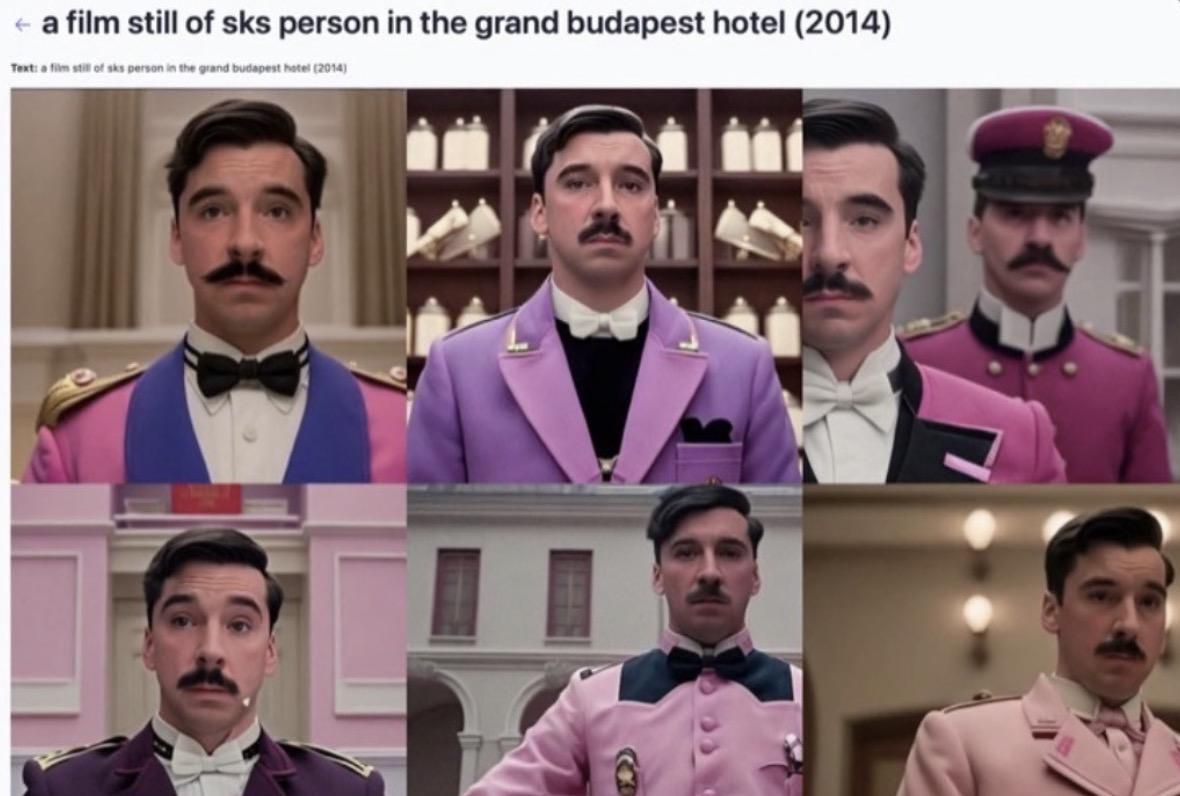 ← a film still of sks person in the grand budapest hotel (2014)
Text: a film still of sks person in the grand budapest hotel (2014)